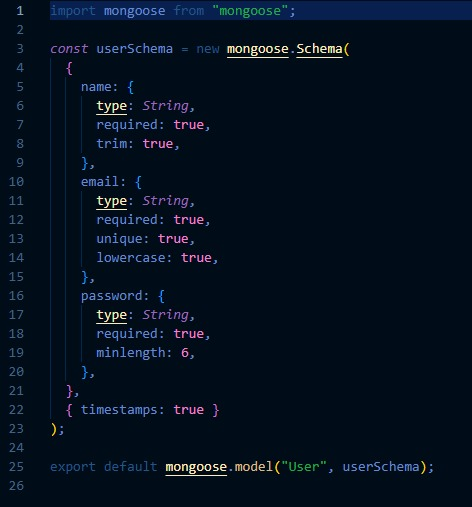 1 import mongoose from "mongoose";
2
3 const userSchema = new mongoose.Schema(
4   {
5     name: {
6       type: String,
7       required: true,
8       trim: true,
9     },
10     email: {
11       type: String,
12       required: true,
13       unique: true,
14       lowercase: true,
15     },
16     password: {
17       type: String,
18       required: true,
19       minlength: 6,
20     },
21   },
22   { timestamps: true }
23 );
24
25 export default mongoose.model("User", userSchema);
26